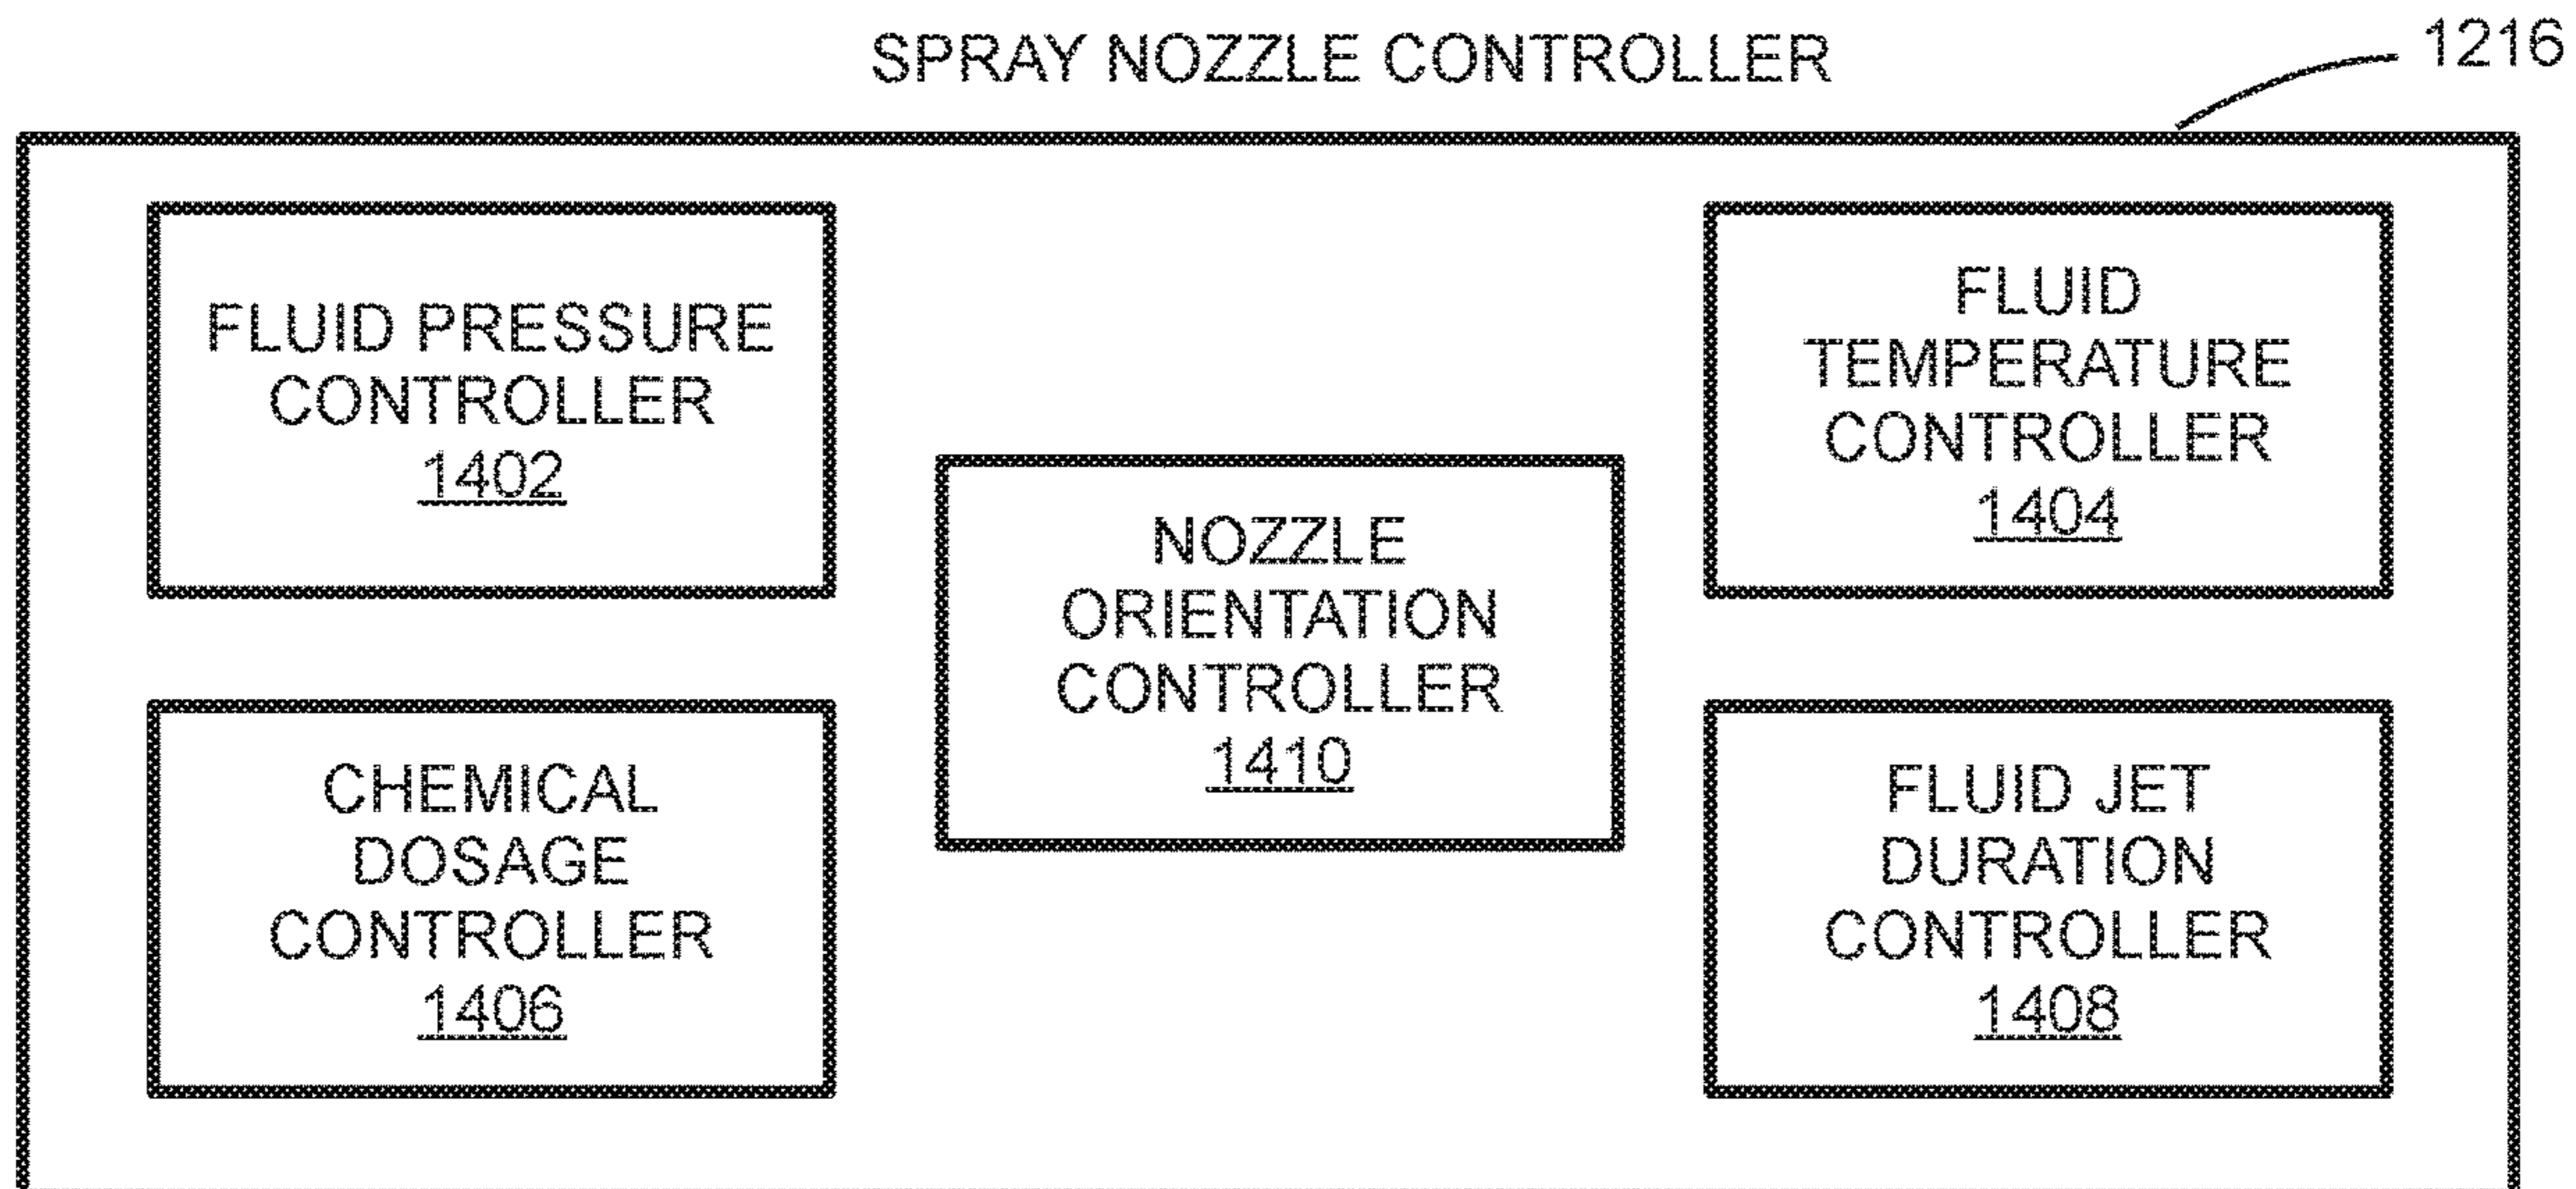 SPRAY NOZZLE CONTROLLER
1216
FLUID PRESSURE
CONTROLLER
1402
FLUID
TEMPERATURE
CONTROLLER
1404
NOZZLE
ORIENTATION
CONTROLLER
1410
CHEMICAL
DOSAGE
CONTROLLER
1406
FLUID JET
DURATION
CONTROLLER
1408